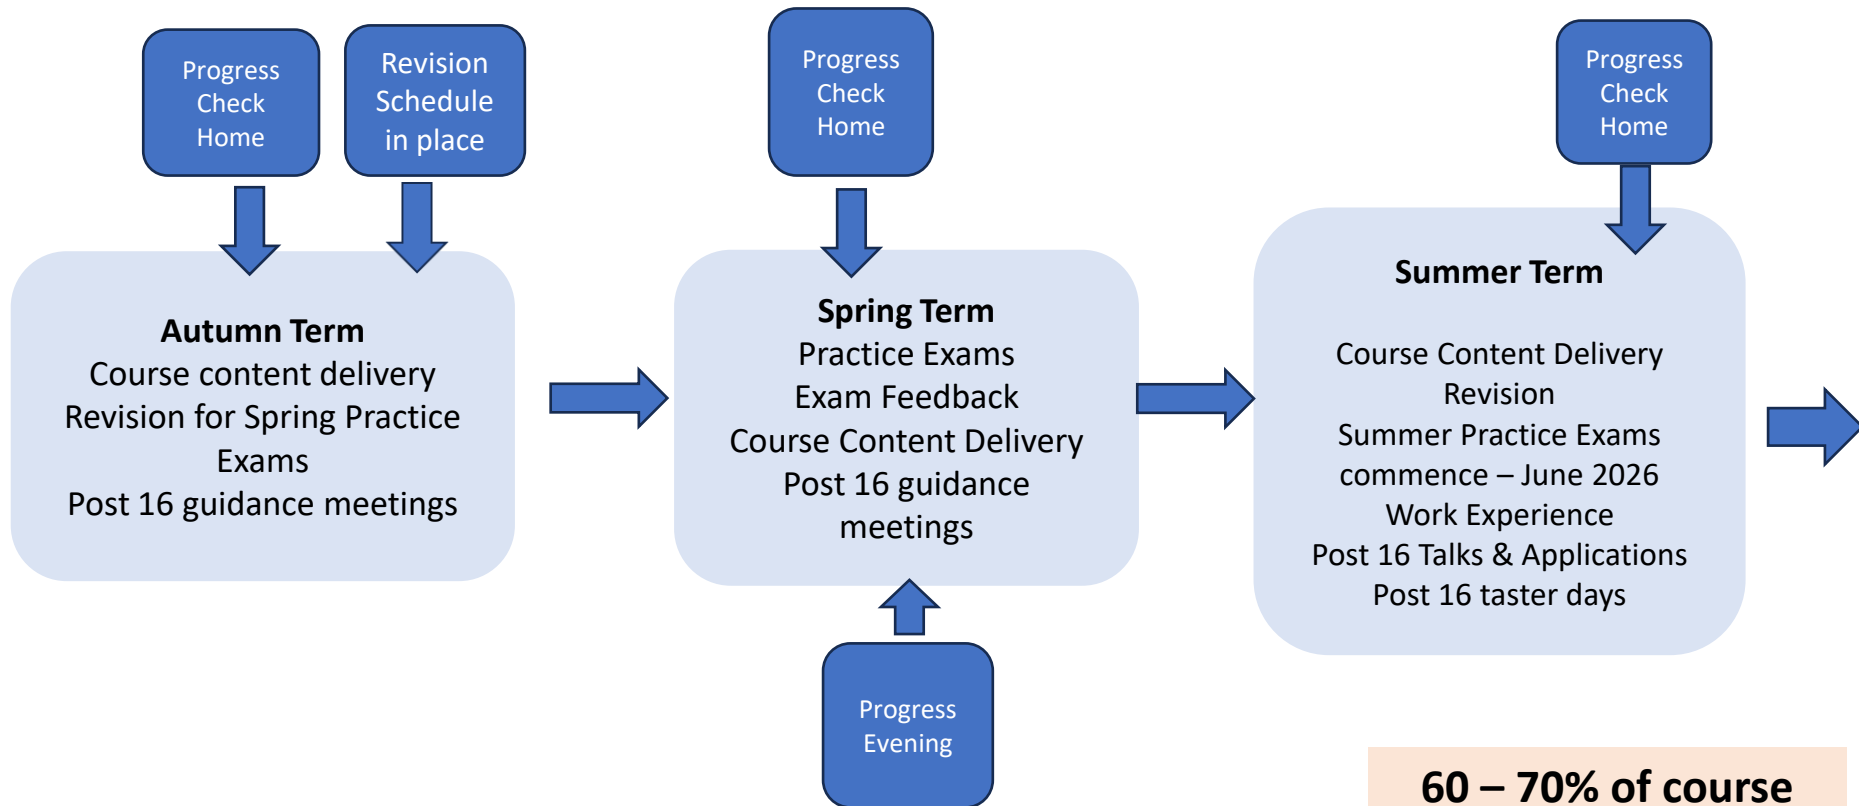 Progress
Check
Home
Revision
Schedule
in place
Progress
Check
Home
Progress
Check
Home
Autumn Term
Course content delivery
Revision for Spring Practice
Exams
Post 16 guidance meetings
Spring Term
Practice Exams
Exam Feedback
Course Content Delivery
Post 16 guidance
meetings
Summer Term
Course Content Delivery
Revision
Summer Practice Exams
commence – June 2026
Work Experience
Post 16 Talks & Applications
Post 16 taster days
Progress
Evening
60 – 70% of course